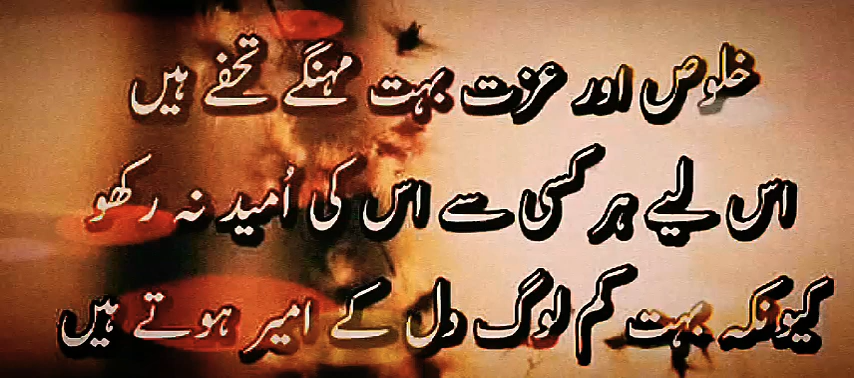 خلوص اور عزت بہت مہنگے تحفے ہیں
اس لیے ہر کسی سے اس کی اُمید نہ رکھو
کیونکہ بہت کم لوگ دل کے امیر ہوتے ہیں